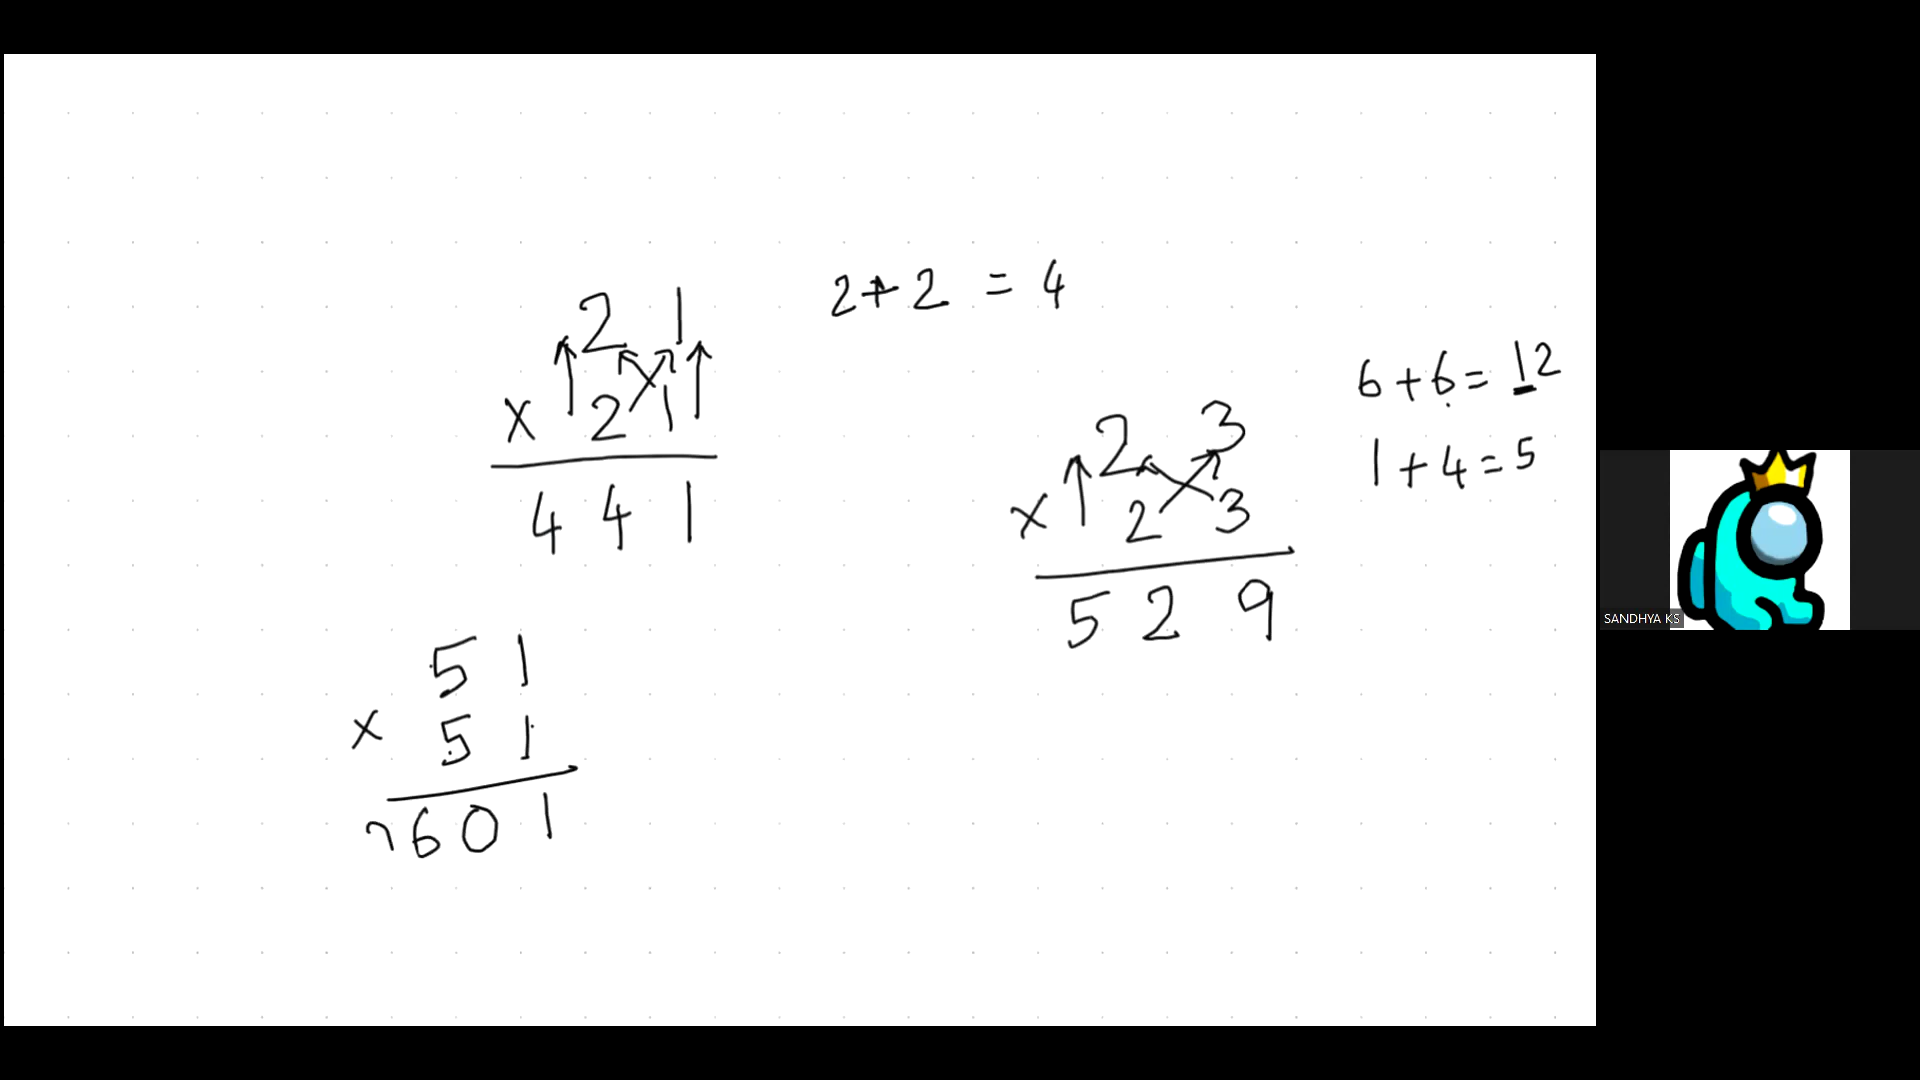 2 1
× 2 1
4 4 1
2 + 2 = 4
2 3
× 2 3
5 2 9
6 + 6 = 12
1 + 4 = 5
5 1
× 5 1
601
SANDHYA KS